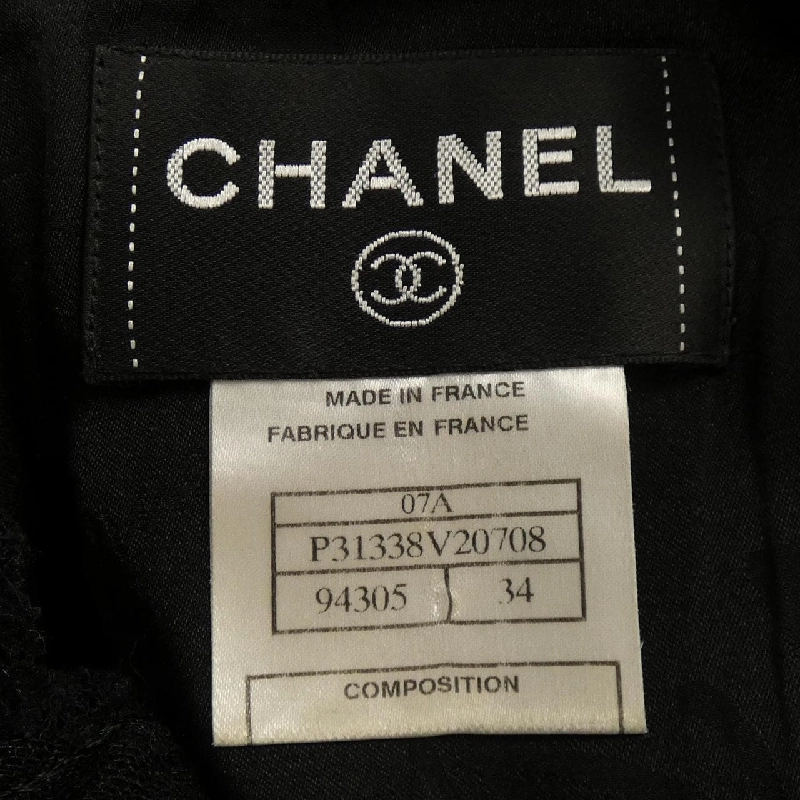 CHANEL
MADE IN FRANCE
FABRIQUE EN FRANCE
07A
P31338V20708
94305 34
COMPOSITION